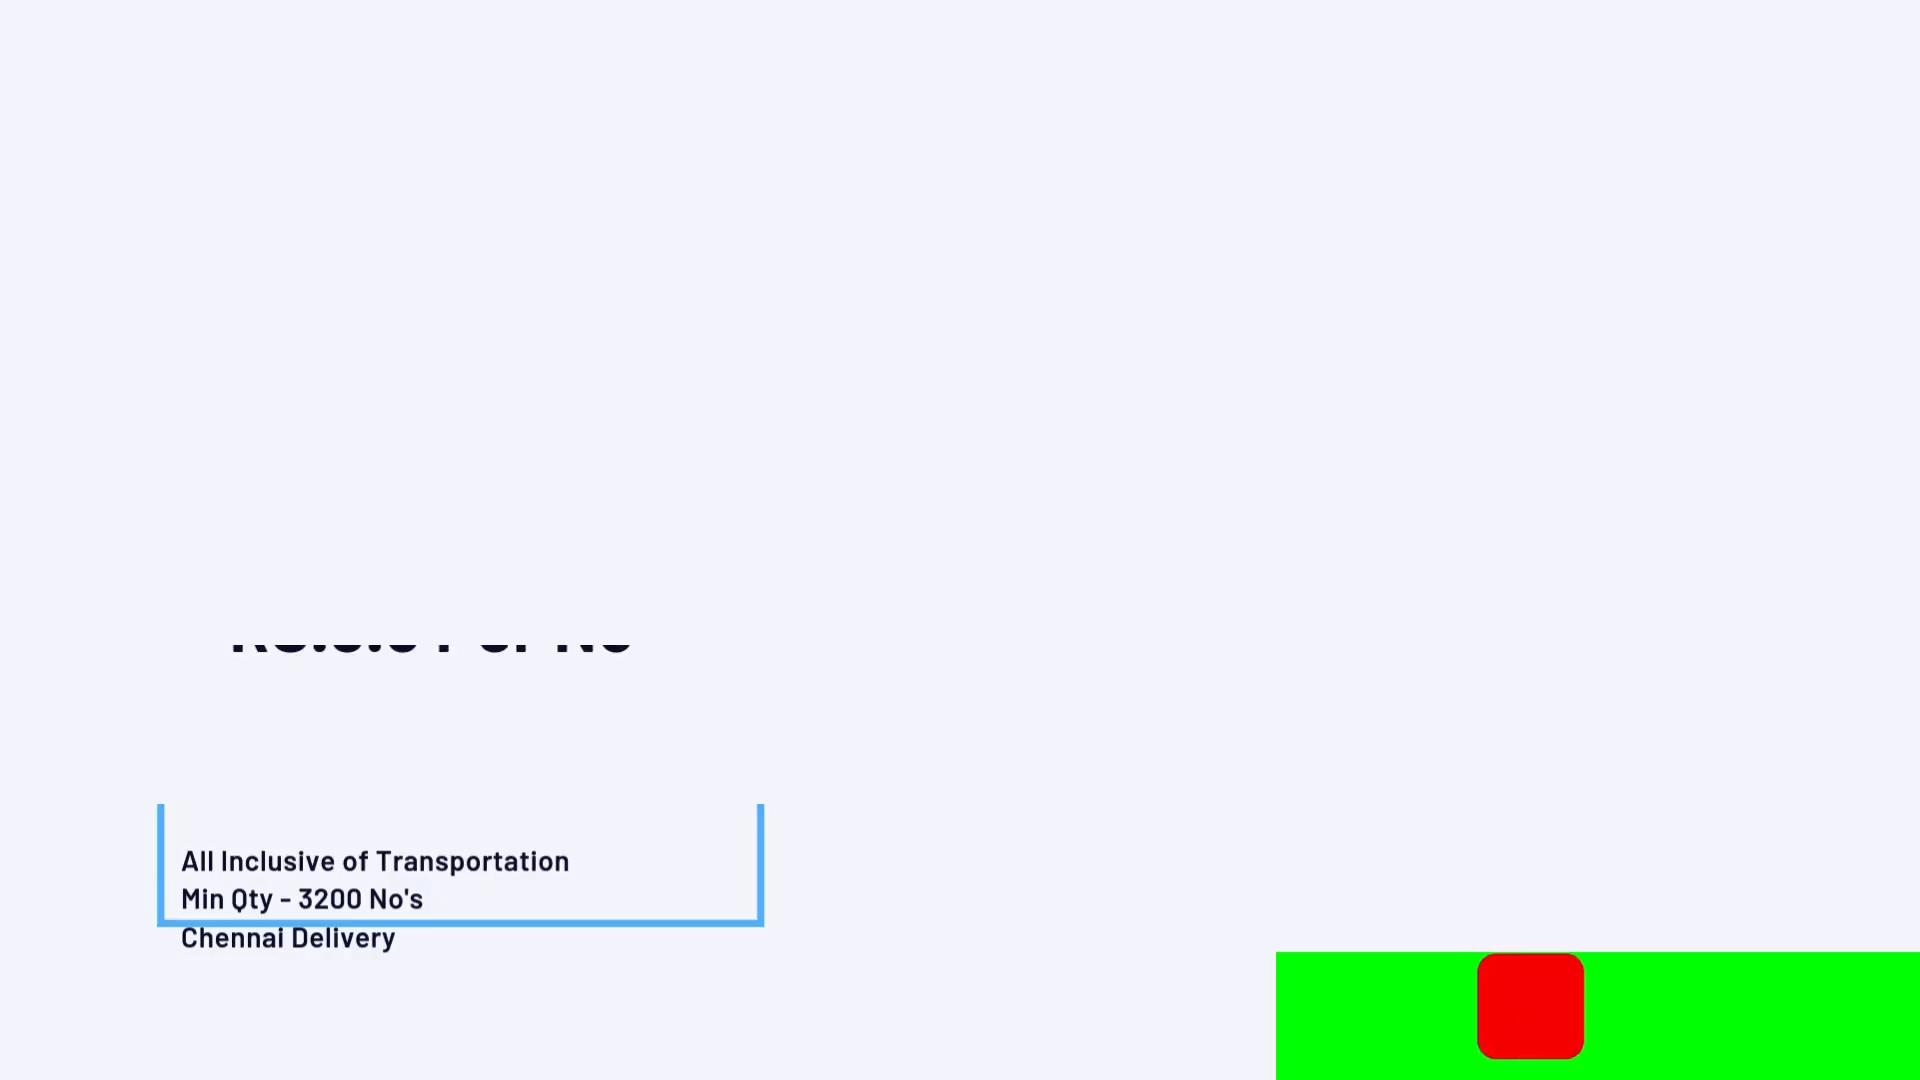 All Inclusive of Transportation
Min Qty - 3200 No's
Chennai Delivery